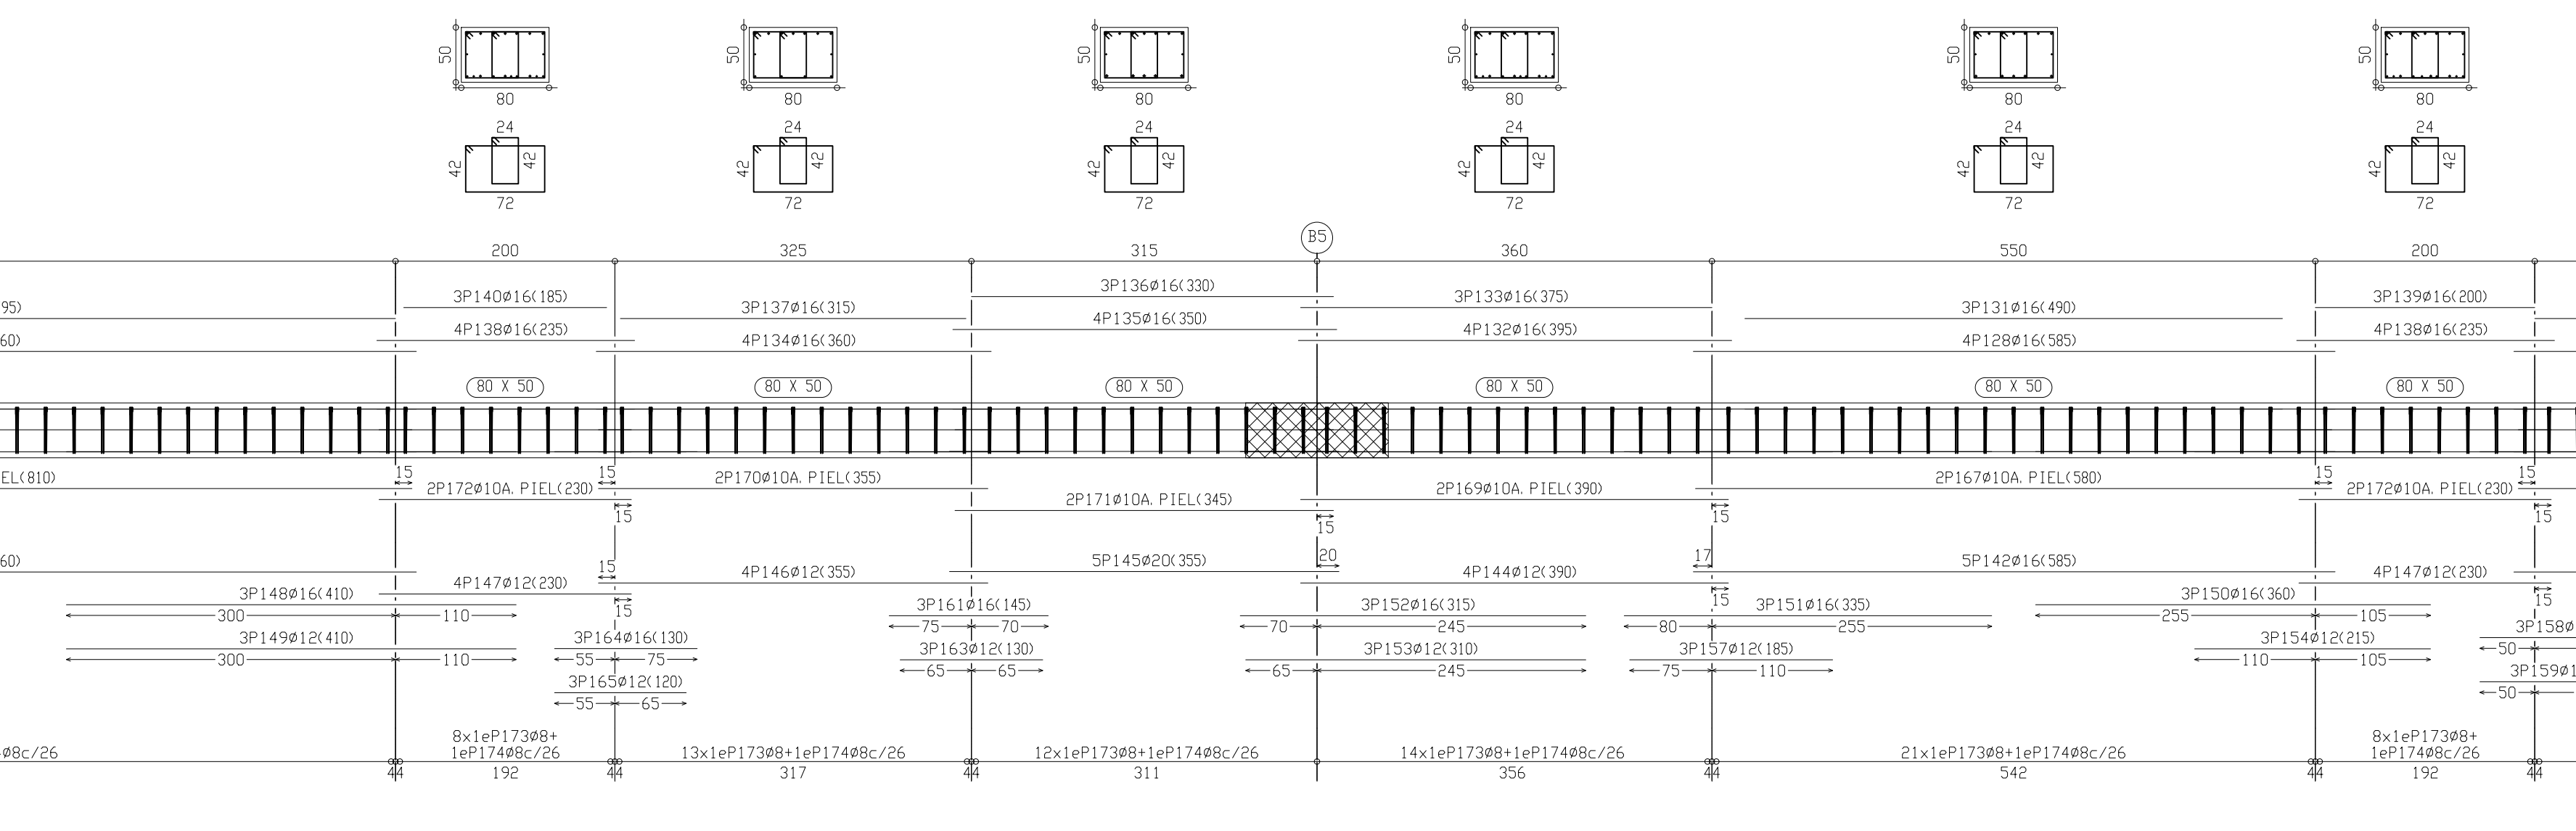 50 50 50 50 50 50
80 80 80 80 80 80
24 24 24 24 24 24
42 42 42 42 42 42 42 42 42 42 42 42
72 72 72 72 72 72
B5
200 325 315 360 550 200
3P136ø16(330)
3P140ø16(185) 3P133ø16(375) 3P139ø16(200)
95) 3P137ø16(315) 3P131ø16(490)
4P135ø16(350)
4P138ø16(235) 4P132ø16(395) 4P138ø16(235)
60) 4P134ø16(360) 4P128ø16(585)
80 X 50 80 X 50 80 X 50 80 X 50 80 X 50 80 X 50
15 15 15 15
EL(810) 2P170ø10A. PIEL(355) 2P167ø10A. PIEL(580)
2P172ø10A. PIEL(230) 2P169ø10A. PIEL(390) 2P172ø10A. PIEL(230)
2P171ø10A. PIEL(345)
15 15 15 15
20 17
60) 5P145ø20(355) 5P142ø16(585)
15
4P147ø12(230) 4P146ø12(355) 4P144ø12(390) 4P147ø12(230)
3P148ø16(410) 3P150ø16(360)
15 15 15
3P161ø16(145) 3P152ø16(315) 3P151ø16(335)
300 110 255 105
75 70 70 245 80 255
3P158ø
3P149ø12(410) 3P164ø16(130) 3P154ø12(215)
3P163ø12(130) 3P153ø12(310) 3P157ø12(185)
50
300 110 55 75 110 105
65 65 65 245 75 110
3P165ø12(120) 3P159ø1
55 65 50
8x1eP173ø8+ 8x1eP173ø8+
ø8c/26 1eP174ø8c/26 13x1eP173ø8+1eP174ø8c/26 12x1eP173ø8+1eP174ø8c/26 14x1eP173ø8+1eP174ø8c/26 21x1eP173ø8+1eP174ø8c/26 1eP174ø8c/26
44 192 44 317 44 311 356 44 542 44 192 44